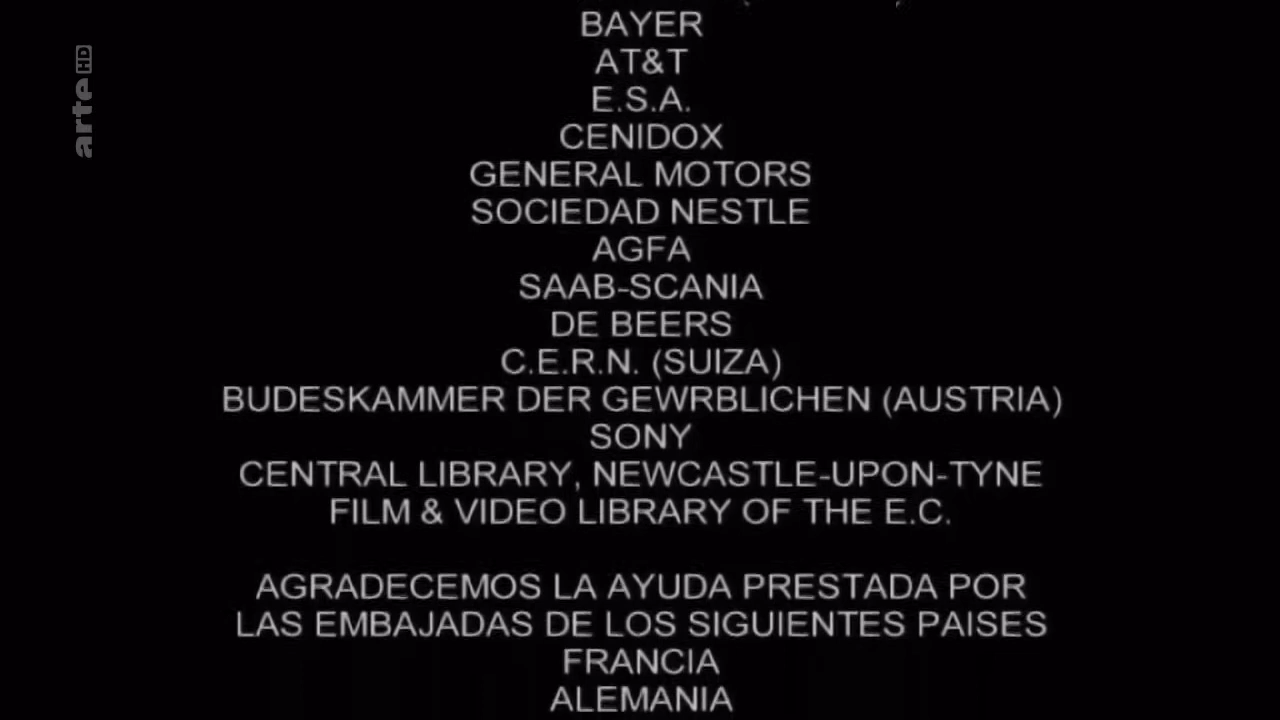 BAYER
AT&T
E.S.A.
CENIDOX
GENERAL MOTORS
SOCIEDAD NESTLE
AGFA
SAAB-SCANIA
DE BEERS
C.E.R.N. (SUIZA)
BUDESKAMMER DER GEWRBLICHEN (AUSTRIA)
SONY
CENTRAL LIBRARY, NEWCASTLE-UPON-TYNE
FILM & VIDEO LIBRARY OF THE E.C.
AGRADECEMOS LA AYUDA PRESTADA POR
LAS EMBAJADAS DE LOS SIGUIENTES PAISES
FRANCIA
ALEMANIA
arte HD